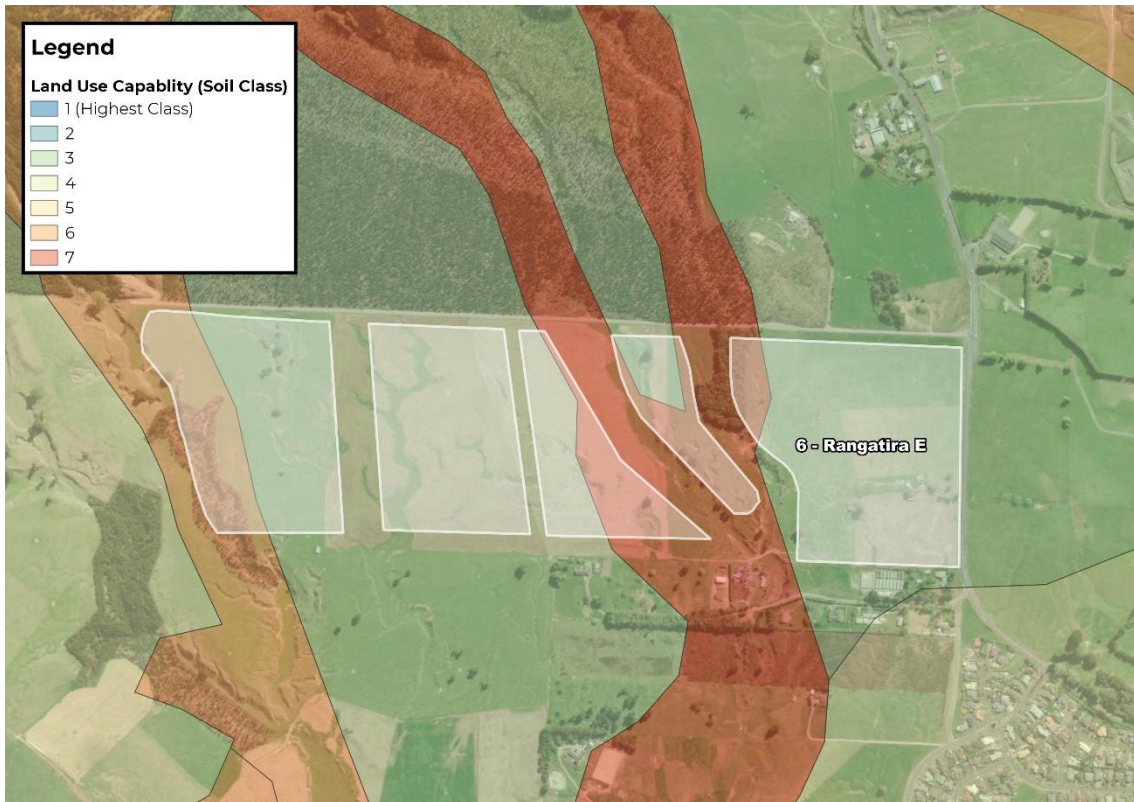 Legend
Land Use Capablity (Soil Class)
1 (Highest Class)
2
3
4
5
6
7
6 - Rangatira E